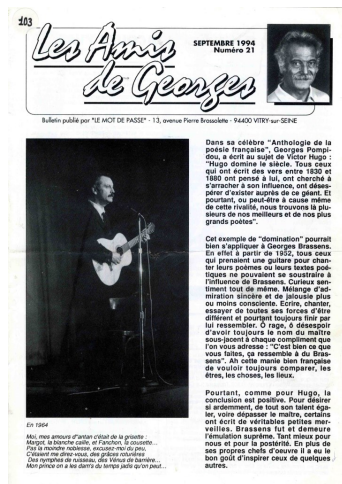 103
Les Amis
de Georges
SEPTEMBRE 1994
Numéro 21
Bulletin publié par "LE MOT DE PASSE" - 13, avenue Pierre Brossolette - 94400 VITRY-sur-SEINE
En 1964
Moi, mes amours d'antan c'était de la grisette :
Margot, la blanche caille, et Fanchon, la cousette...
Pas la moindre noblesse, excusez-moi du peu,
C'étaient me direz-vous, des grâces roturières
Des nymphes de ruisseau, des Vénus de barrière...
Mon prince on a les dam's du temps jadis qu'on peut...
Dans sa célèbre "Anthologie de la
poésie française", Georges Pompi-
dou, a écrit au sujet de Victor Hugo :
"Hugo domine le siècle. Tous ceux
qui ont écrit des vers entre 1830 et
1880 ont pensé à lui, ont cherché à
s'arracher à son influence, ont déses-
pérer d'exister auprès de ce géant. Et
pourtant, ou peut-être à cause même
de cette rivalité, nous trouvons là plu-
sieurs de nos meilleurs et de nos plus
grands poètes".
Cet exemple de "domination" pourrait
bien s'appliquer à Georges Brassens.
En effet à partir de 1952, tous ceux
qui prenaient une guitare pour chan-
ter leurs poèmes ou leurs textes poé-
tiques ne pouvaient se soustraire à
l'influence de Brassens. Curieux sen-
timent tout de même. Mélange d'ad-
miration sincère et de jalousie plus
ou moins consciente. Ecrire, chanter,
essayer de toutes ses forces d'être
différent et pourtant toujours finir par
lui ressembler. O rage, ô désespoir
d'avoir toujours le nom du maître
sous-jacent à chaque compliment que
l'on vous adresse : "C'est bien ce que
vous faites, ça ressemble à du Bras-
sens". Ah cette manie bien française
de vouloir toujours comparer, les
êtres, les choses, les lieux.
Pourtant, comme pour Hugo, la
conclusion est positive. Pour désirer
si ardemment, de tout son talent éga-
ler, voire dépasser le maître, certains
ont écrit de véritables petites mer-
veilles. Brassens fut et demeure
l'émulation suprême. Tant mieux pour
nous et pour la postérité. En plus de
ses propres chefs d'oeuvre il a eu le
bon goût d'inspirer ceux de quelques
autres.